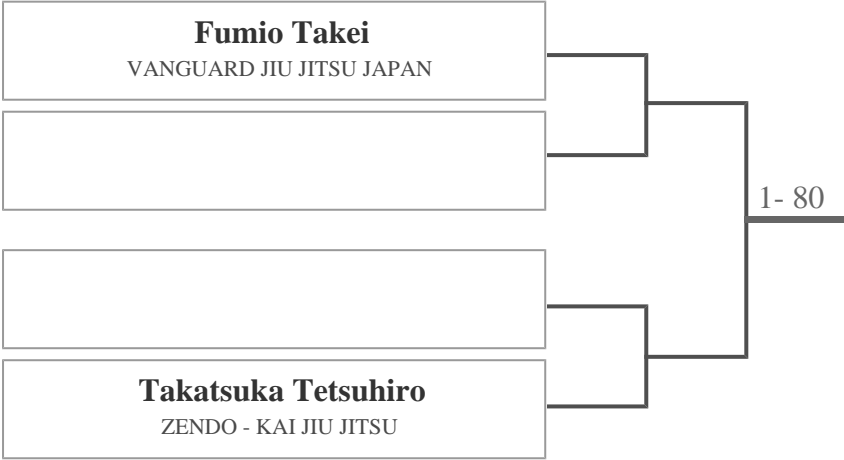 Fumio Takei
VANGUARD JIU JITSU JAPAN
1- 80
Takatsuka Tetsuhiro
ZENDO - KAI JIU JITSU